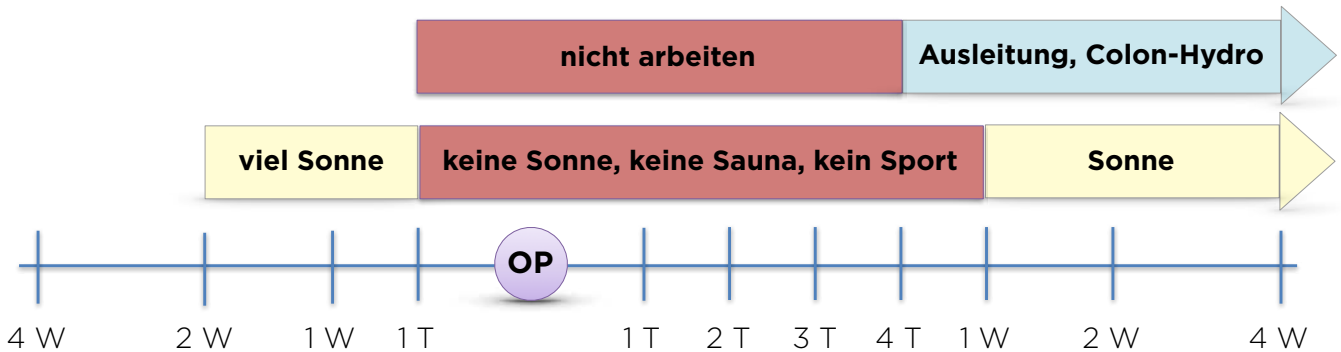 nicht arbeiten
Ausleitung, Colon-Hydro
viel Sonne
keine Sonne, keine Sauna, kein Sport
Sonne
OP
4 W 2 W 1 W 1 T 1 T 2 T 3 T 4 T 1 W 2 W 4 W